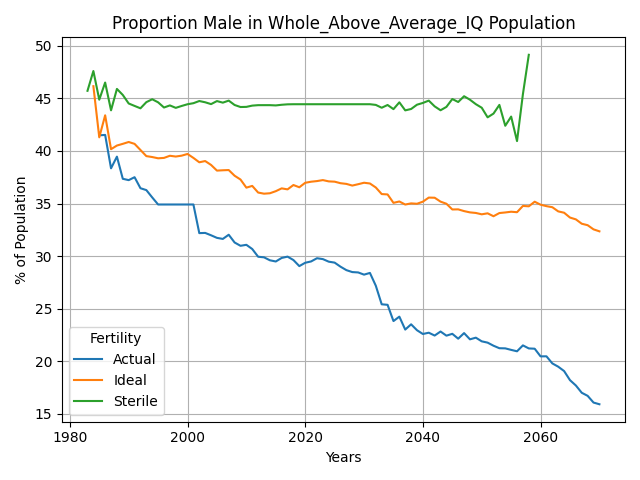 Proportion Male in Whole_Above_Average_IQ Population
% of Population
50
45
40
35
30
25
20
15
Fertility
Actual
Ideal
Sterile
1980 2000 2020 2040 2060
Years